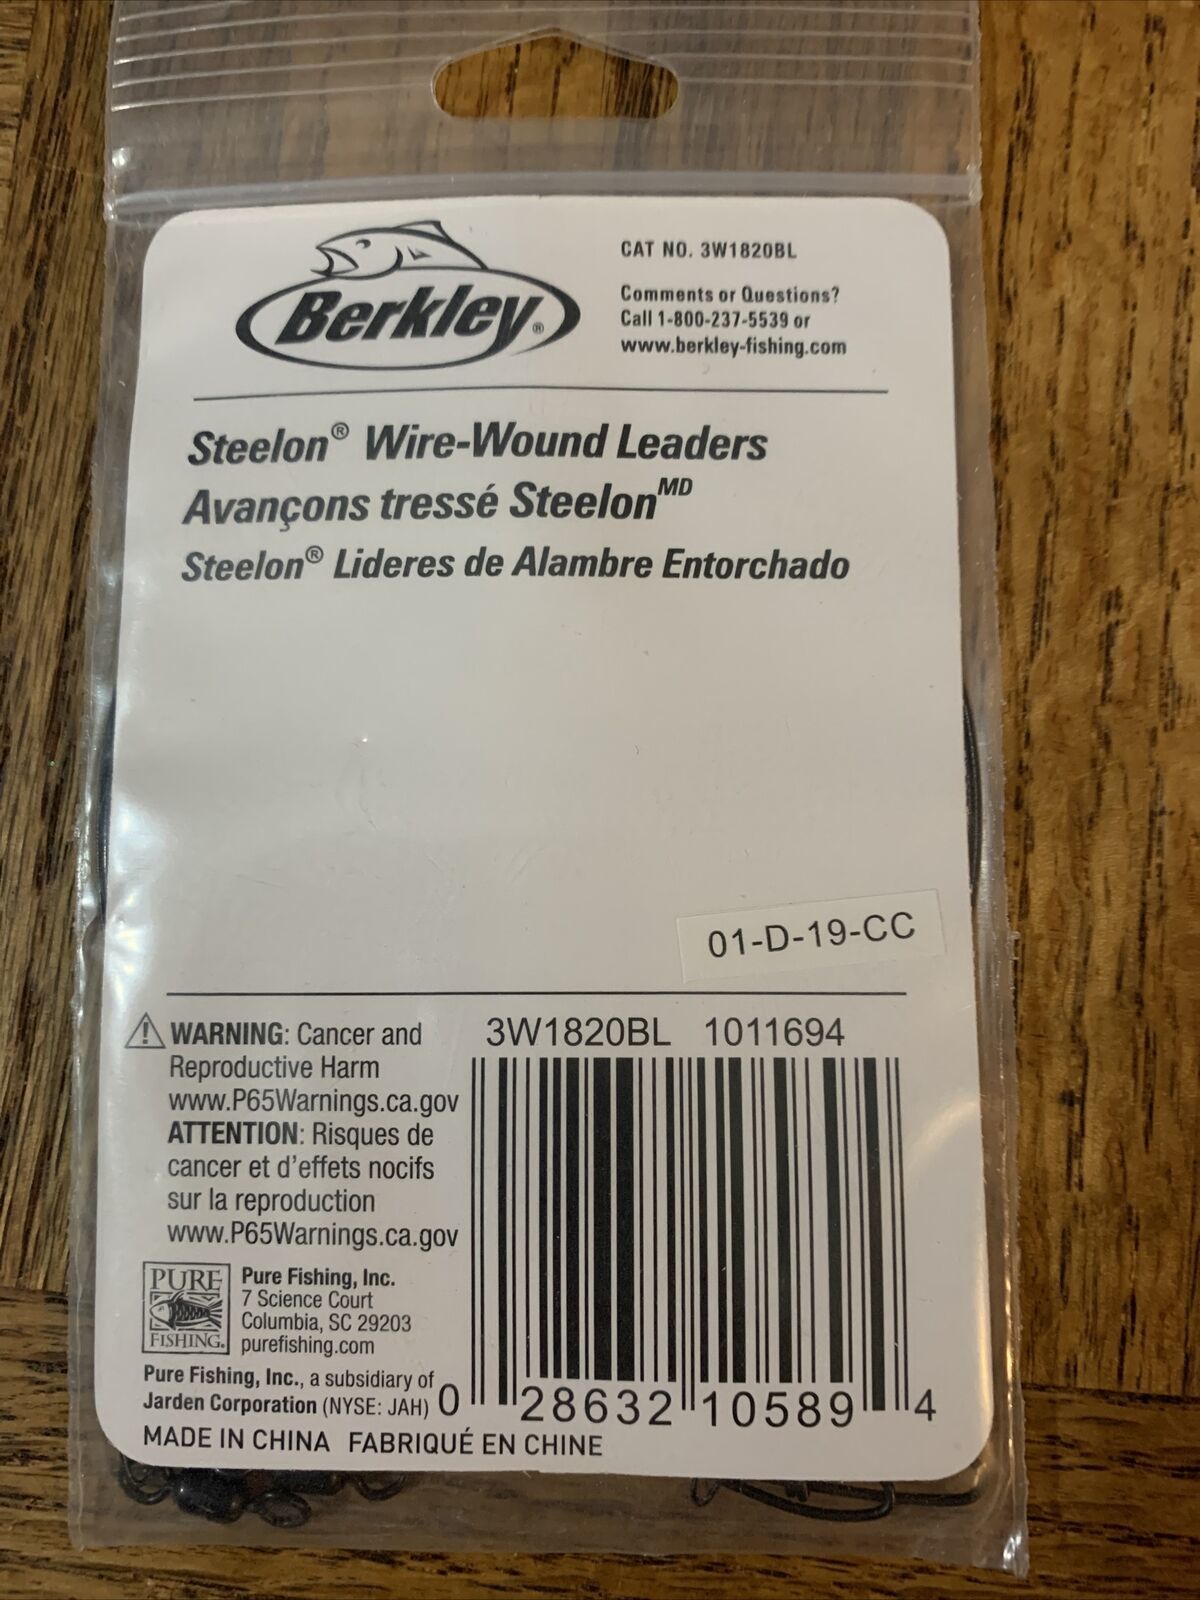 Berkley®
CAT NO. 3W1820BL
Comments or Questions?
Call 1-800-237-5539 or
www.berkley-fishing.com
Steelon® Wire-Wound Leaders
Avançons tressé Steelon MD
Steelon® Lideres de Alambre Entorchado
01-D-19-CC
⚠ WARNING: Cancer and
Reproductive Harm
www.P65Warnings.ca.gov
ATTENTION: Risques de
cancer et d'effets nocifs
sur la reproduction
www.P65Warnings.ca.gov
3W1820BL 1011694
PURE
FISHING.
Pure Fishing, Inc.
7 Science Court
Columbia, SC 29203
purefishing.com
Pure Fishing, Inc., a subsidiary of
Jarden Corporation (NYSE: JAH)
0 28632 10589 4
MADE IN CHINA FABRIQUÉ EN CHINE